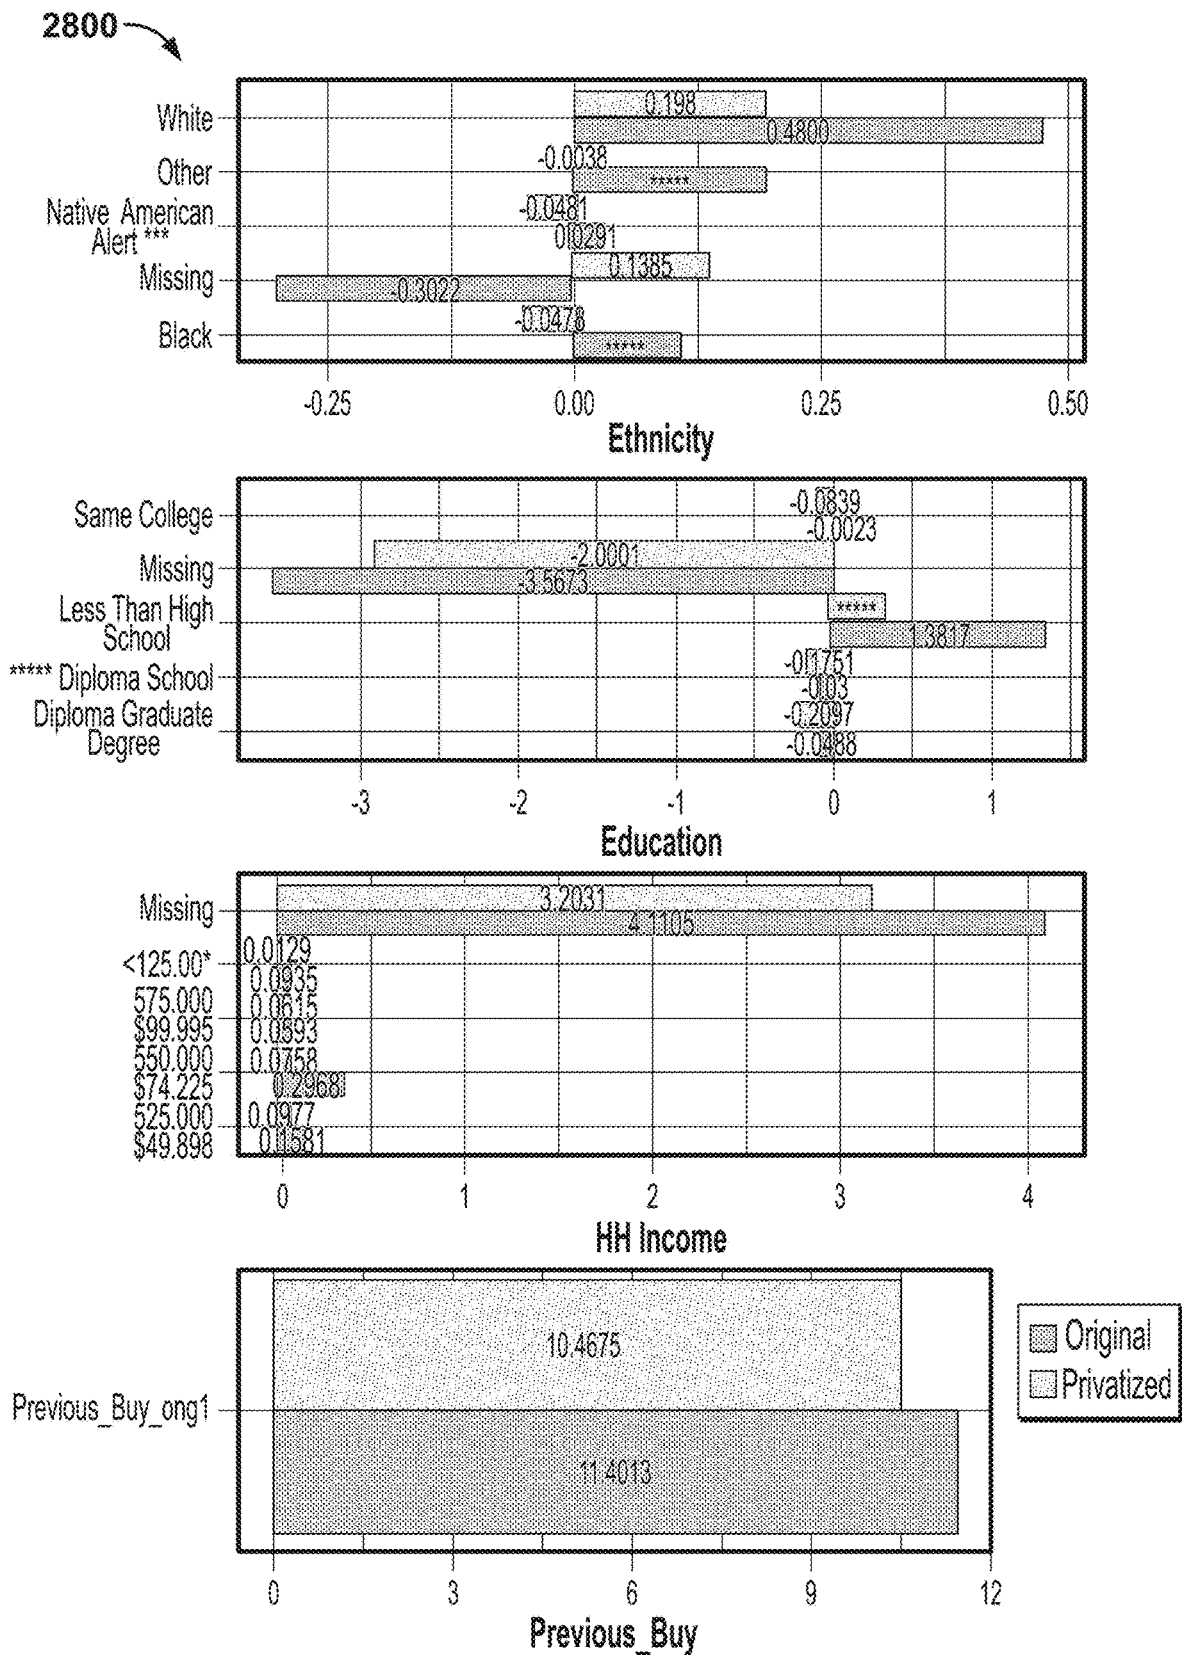 2800
White
0.198
0.4800
Other
-0.0038
*****
Native American
Alert ***
-0.0481
0.0291
Missing
0.1385
-0.3022
Black
-0.0478
*****
-0.25 0.00 0.25 0.50
Ethnicity
Same College
-0.0839
-0.0023
Missing
-2.0001
-3.5673
Less Than High
School
*****
1.3817
***** Diploma School
-0.1751
-0.03
Diploma Graduate
Degree
-0.2097
-0.0488
-3 -2 -1 0 1
Education
Missing
3.2031
4.1105
<125.00*
0.0129
0.0935
575.000
$99.995
0.0615
0.0593
550.000
$74.225
0.0758
0.2968
525.000
$49.898
0.0977
0.1581
0 1 2 3 4
HH Income
Previous_Buy_ong1
10.4675
11.4013
0 3 6 9 12
Previous_Buy
Original
Privatized